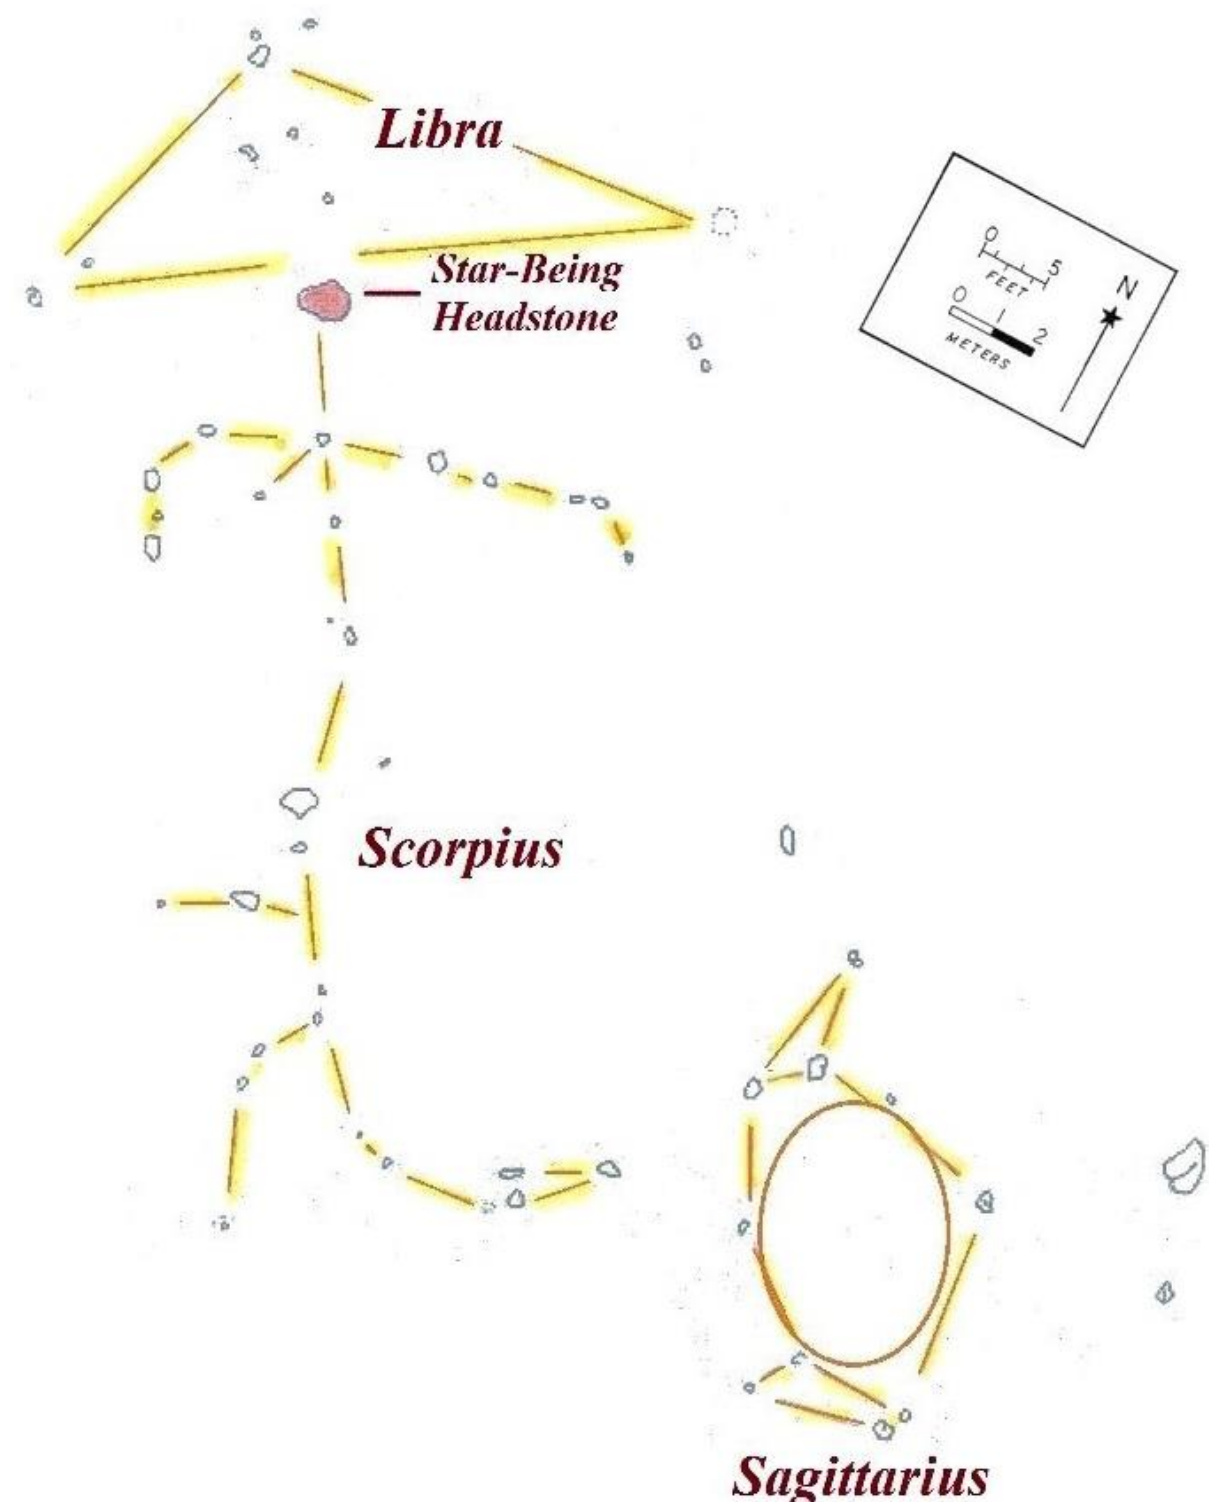 Libra
Star-Being
Headstone
0 5
FEET
0 1 2
METERS
N
Scorpius
Sagittarius